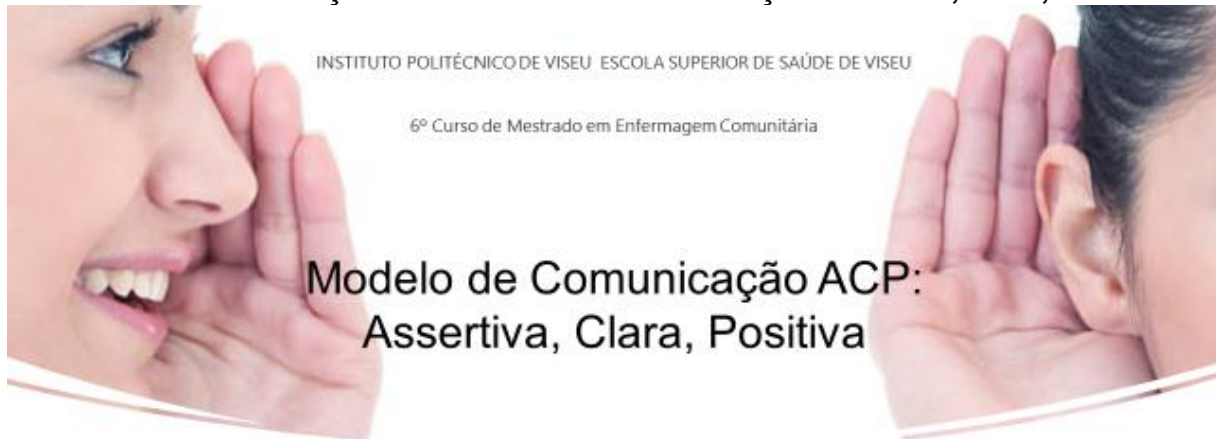 INSTITUTO POLITÉCNICO DE VISEU ESCOLA SUPERIOR DE SAÚDE DE VISEU
6º Curso de Mestrado em Enfermagem Comunitária
Modelo de Comunicação ACP:
Assertiva, Clara, Positiva